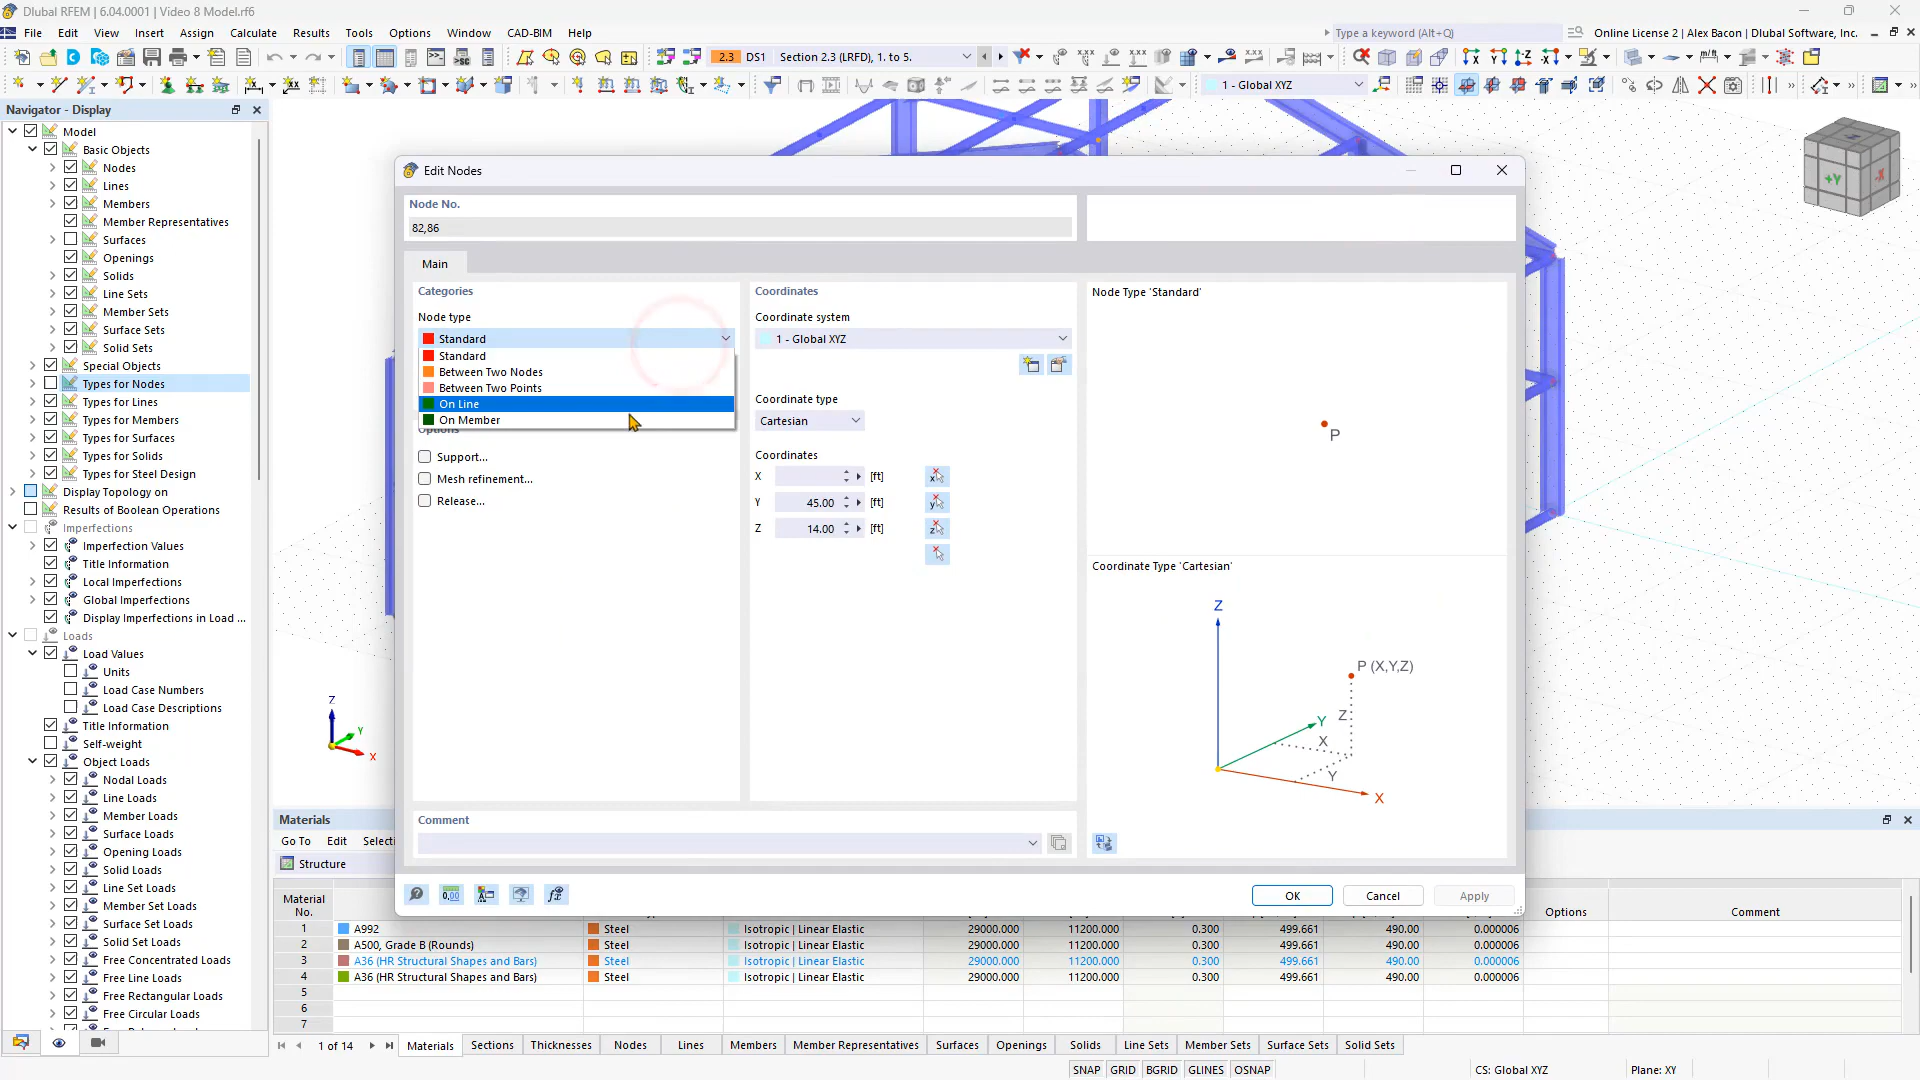 Dlubal RFEM | 6.04.0001 | Video 8 Model.rf6
File Edit View Insert Assign Calculate Results Tools Options Window CAD-BIM Help
Type a keyword (Alt+Q)
Online License 2 | Alex Bacon | Dlubal Software, Inc.
2.3 DS1 Section 2.3 (LRFD), 1. to 5.
1 - Global XYZ
Navigator - Display
Model
Basic Objects
Nodes
Lines
Members
Member Representatives
Surfaces
Openings
Solids
Line Sets
Member Sets
Surface Sets
Solid Sets
Special Objects
Types for Nodes
Types for Lines
Types for Members
Types for Surfaces
Types for Solids
Types for Steel Design
Display Topology on
Results of Boolean Operations
Imperfections
Imperfection Values
Title Information
Local Imperfections
Global Imperfections
Display Imperfections in Load ...
Loads
Load Values
Units
Load Case Numbers
Load Case Descriptions
Title Information
Self-weight
Object Loads
Nodal Loads
Line Loads
Member Loads
Surface Loads
Opening Loads
Solid Loads
Line Set Loads
Member Set Loads
Surface Set Loads
Solid Set Loads
Free Concentrated Loads
Free Line Loads
Free Rectangular Loads
Free Circular Loads
+Y -X
Z
Y
X
Edit Nodes
Node No.
82,86
Main
Categories
Node type
Standard
Standard
Between Two Nodes
Between Two Points
On Line
On Member
Options
Support...
Mesh refinement...
Release...
Coordinates
Coordinate system
1 - Global XYZ
Coordinate type
Cartesian
Coordinates
X [ft]
Y 45.00 [ft]
Z 14.00 [ft]
Node Type 'Standard'
P
Coordinate Type 'Cartesian'
Z
P (X,Y,Z)
Y
Z
X
Y
X
Comment
OK Cancel Apply
Materials
Go To Edit Selecti
Structure
Material
No.
Options Comment
1 A992 Steel Isotropic | Linear Elastic 29000.000 11200.000 0.300 499.661 490.00 0.000006
2 A500, Grade B (Rounds) Steel Isotropic | Linear Elastic 29000.000 11200.000 0.300 499.661 490.00 0.000006
3 A36 (HR Structural Shapes and Bars) Steel Isotropic | Linear Elastic 29000.000 11200.000 0.300 499.661 490.00 0.000006
4 A36 (HR Structural Shapes and Bars) Steel Isotropic | Linear Elastic 29000.000 11200.000 0.300 499.661 490.00 0.000006
5
6
7
1 of 14 Materials Sections Thicknesses Nodes Lines Members Member Representatives Surfaces Openings Solids Line Sets Member Sets Surface Sets Solid Sets
SNAP GRID BGRID GLINES OSNAP CS: Global XYZ Plane: XY